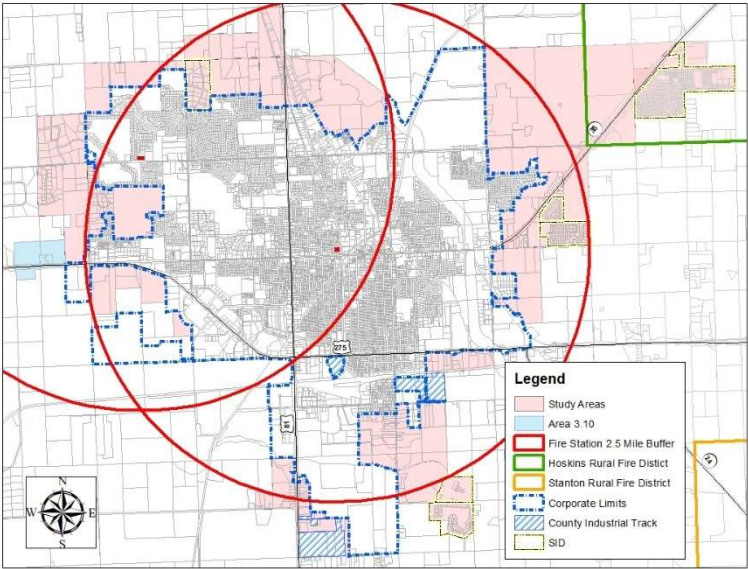 275
81
24
Legend
Study Areas
Area 3.10
Fire Station 2.5 Mile Buffer
Hoskins Rural Fire Distict
Stanton Rural Fire District
Corporate Limits
County Industrial Track
SID
N
W E
S